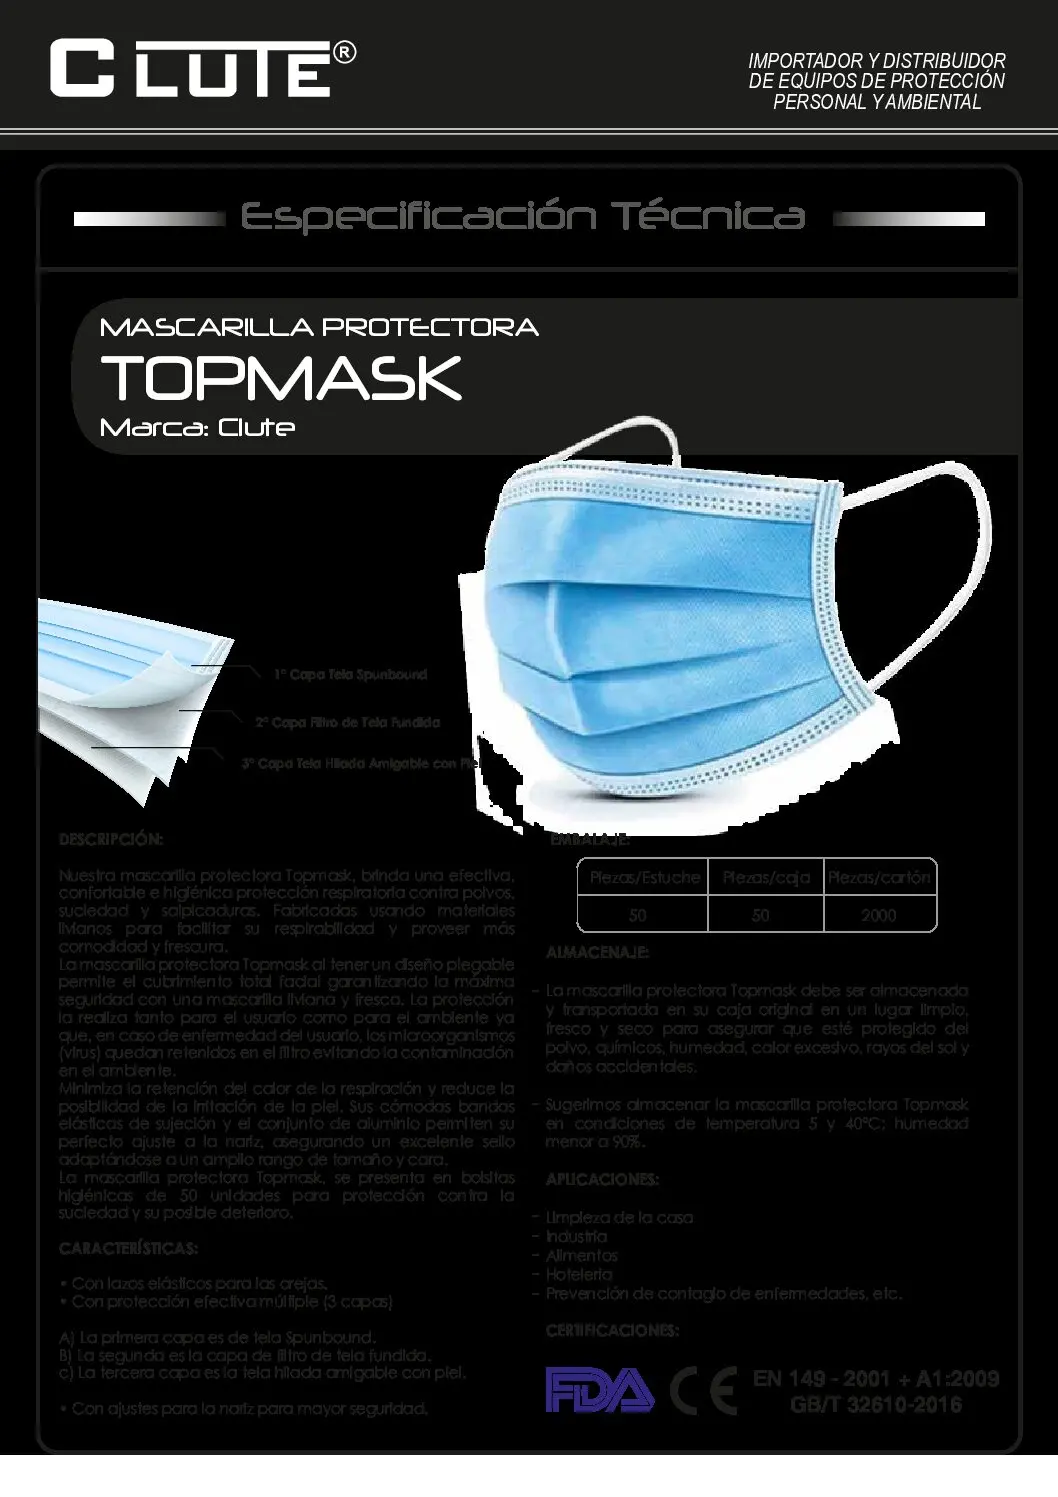 CLUTE®
IMPORTADOR Y DISTRIBUIDOR
DE EQUIPOS DE PROTECCIÓN
PERSONAL Y AMBIENTAL
Especificación Técnica
MASCARILLA PROTECTORA
TOPMASK
Marca: Clute
1° Capa Tela Spunbound
2° Capa Filtro de Tela Fundida
3° Capa Tela Hilada Amigable con Piel
DESCRIPCIÓN:
Nuestra mascarilla protectora Topmask, brinda una efectiva,
confortable e higiénica protección respiratoria contra polvos,
suciedad y salpicaduras. Fabricadas usando materiales
livianos para facilitar su respirabilidad y proveer más
comodidad y frescura.
La mascarilla protectora Topmask al tener un diseño plegable
permite el cubrimiento total facial garantizando la máxima
seguridad con una mascarilla liviana y fresca. La protección
la realiza tanto para el usuario como para el ambiente ya
que, en caso de enfermedad del usuario, los microorganismos
(virus) quedan retenidos en el filtro evitando la contaminación
en el ambiente.
Minimiza la retención del calor de la respiración y reduce la
posibilidad de la irritación de la piel. Sus cómodas bandas
elásticas de sujeción y el conjunto de aluminio permiten su
perfecto ajuste a la nariz, asegurando un excelente sello
adaptándose a un amplio rango de tamaño y cara.
La mascarilla protectora Topmask, se presenta en bolsitas
higiénicas de 50 unidades para protección contra la
suciedad y su posible deterioro.
CARACTERÍSTICAS:
• Con lazos elásticos para las orejas.
• Con protección efectiva múltiple (3 capas)
A) La primera capa es de tela Spunbound.
B) La segunda es la capa de filtro de tela fundida.
c) La tercera capa es la tela hilada amigable con piel.
• Con ajustes para la nariz para mayor seguridad.
EMBALAJE:
Piezas/Estuche Piezas/caja Piezas/cartón
50 50 2000
ALMACENAJE:
- La mascarilla protectora Topmask debe ser almacenada
y transportada en su caja original en un lugar limpio,
fresco y seco para asegurar que esté protegido del
polvo, químicos, humedad, calor excesivo, rayos del sol y
daños accidentales.
- Sugerimos almacenar la mascarilla protectora Topmask
en condiciones de temperatura 5 y 40°C; humedad
menor a 90%.
APLICACIONES:
- Limpieza de la casa
- Industria
- Alimentos
- Hoteleria
- Prevención de contagio de enfermedades, etc.
CERTIFICACIONES:
FDA CE EN 149 - 2001 + A1:2009
GB/T 32610-2016